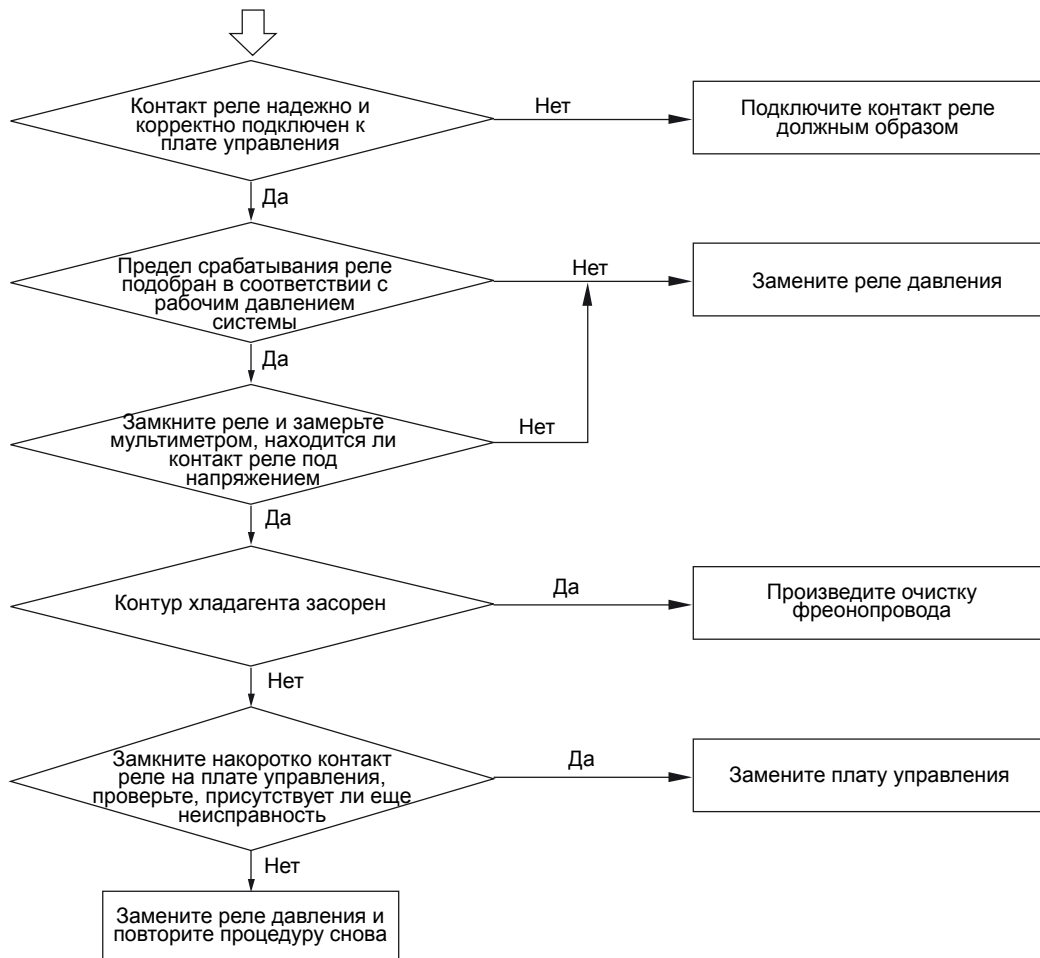 Контакт реле надежно и
корректно подключен к
плате управления
Нет
Подключите контакт реле
должным образом
Да
Предел срабатывания реле
подобран в соответствии с
рабочим давлением
системы
Нет
Замените реле давления
Да
Замкните реле и замерьте
мультиметром, находится ли
контакт реле под
напряжением
Нет
Да
Контур хладагента засорен
Да
Произведите очистку
фреонопровода
Нет
Замкните накоротко контакт
реле на плате управления,
проверьте, присутствует ли еще
неисправность
Да
Замените плату управления
Нет
Замените реле давления и
повторите процедуру снова